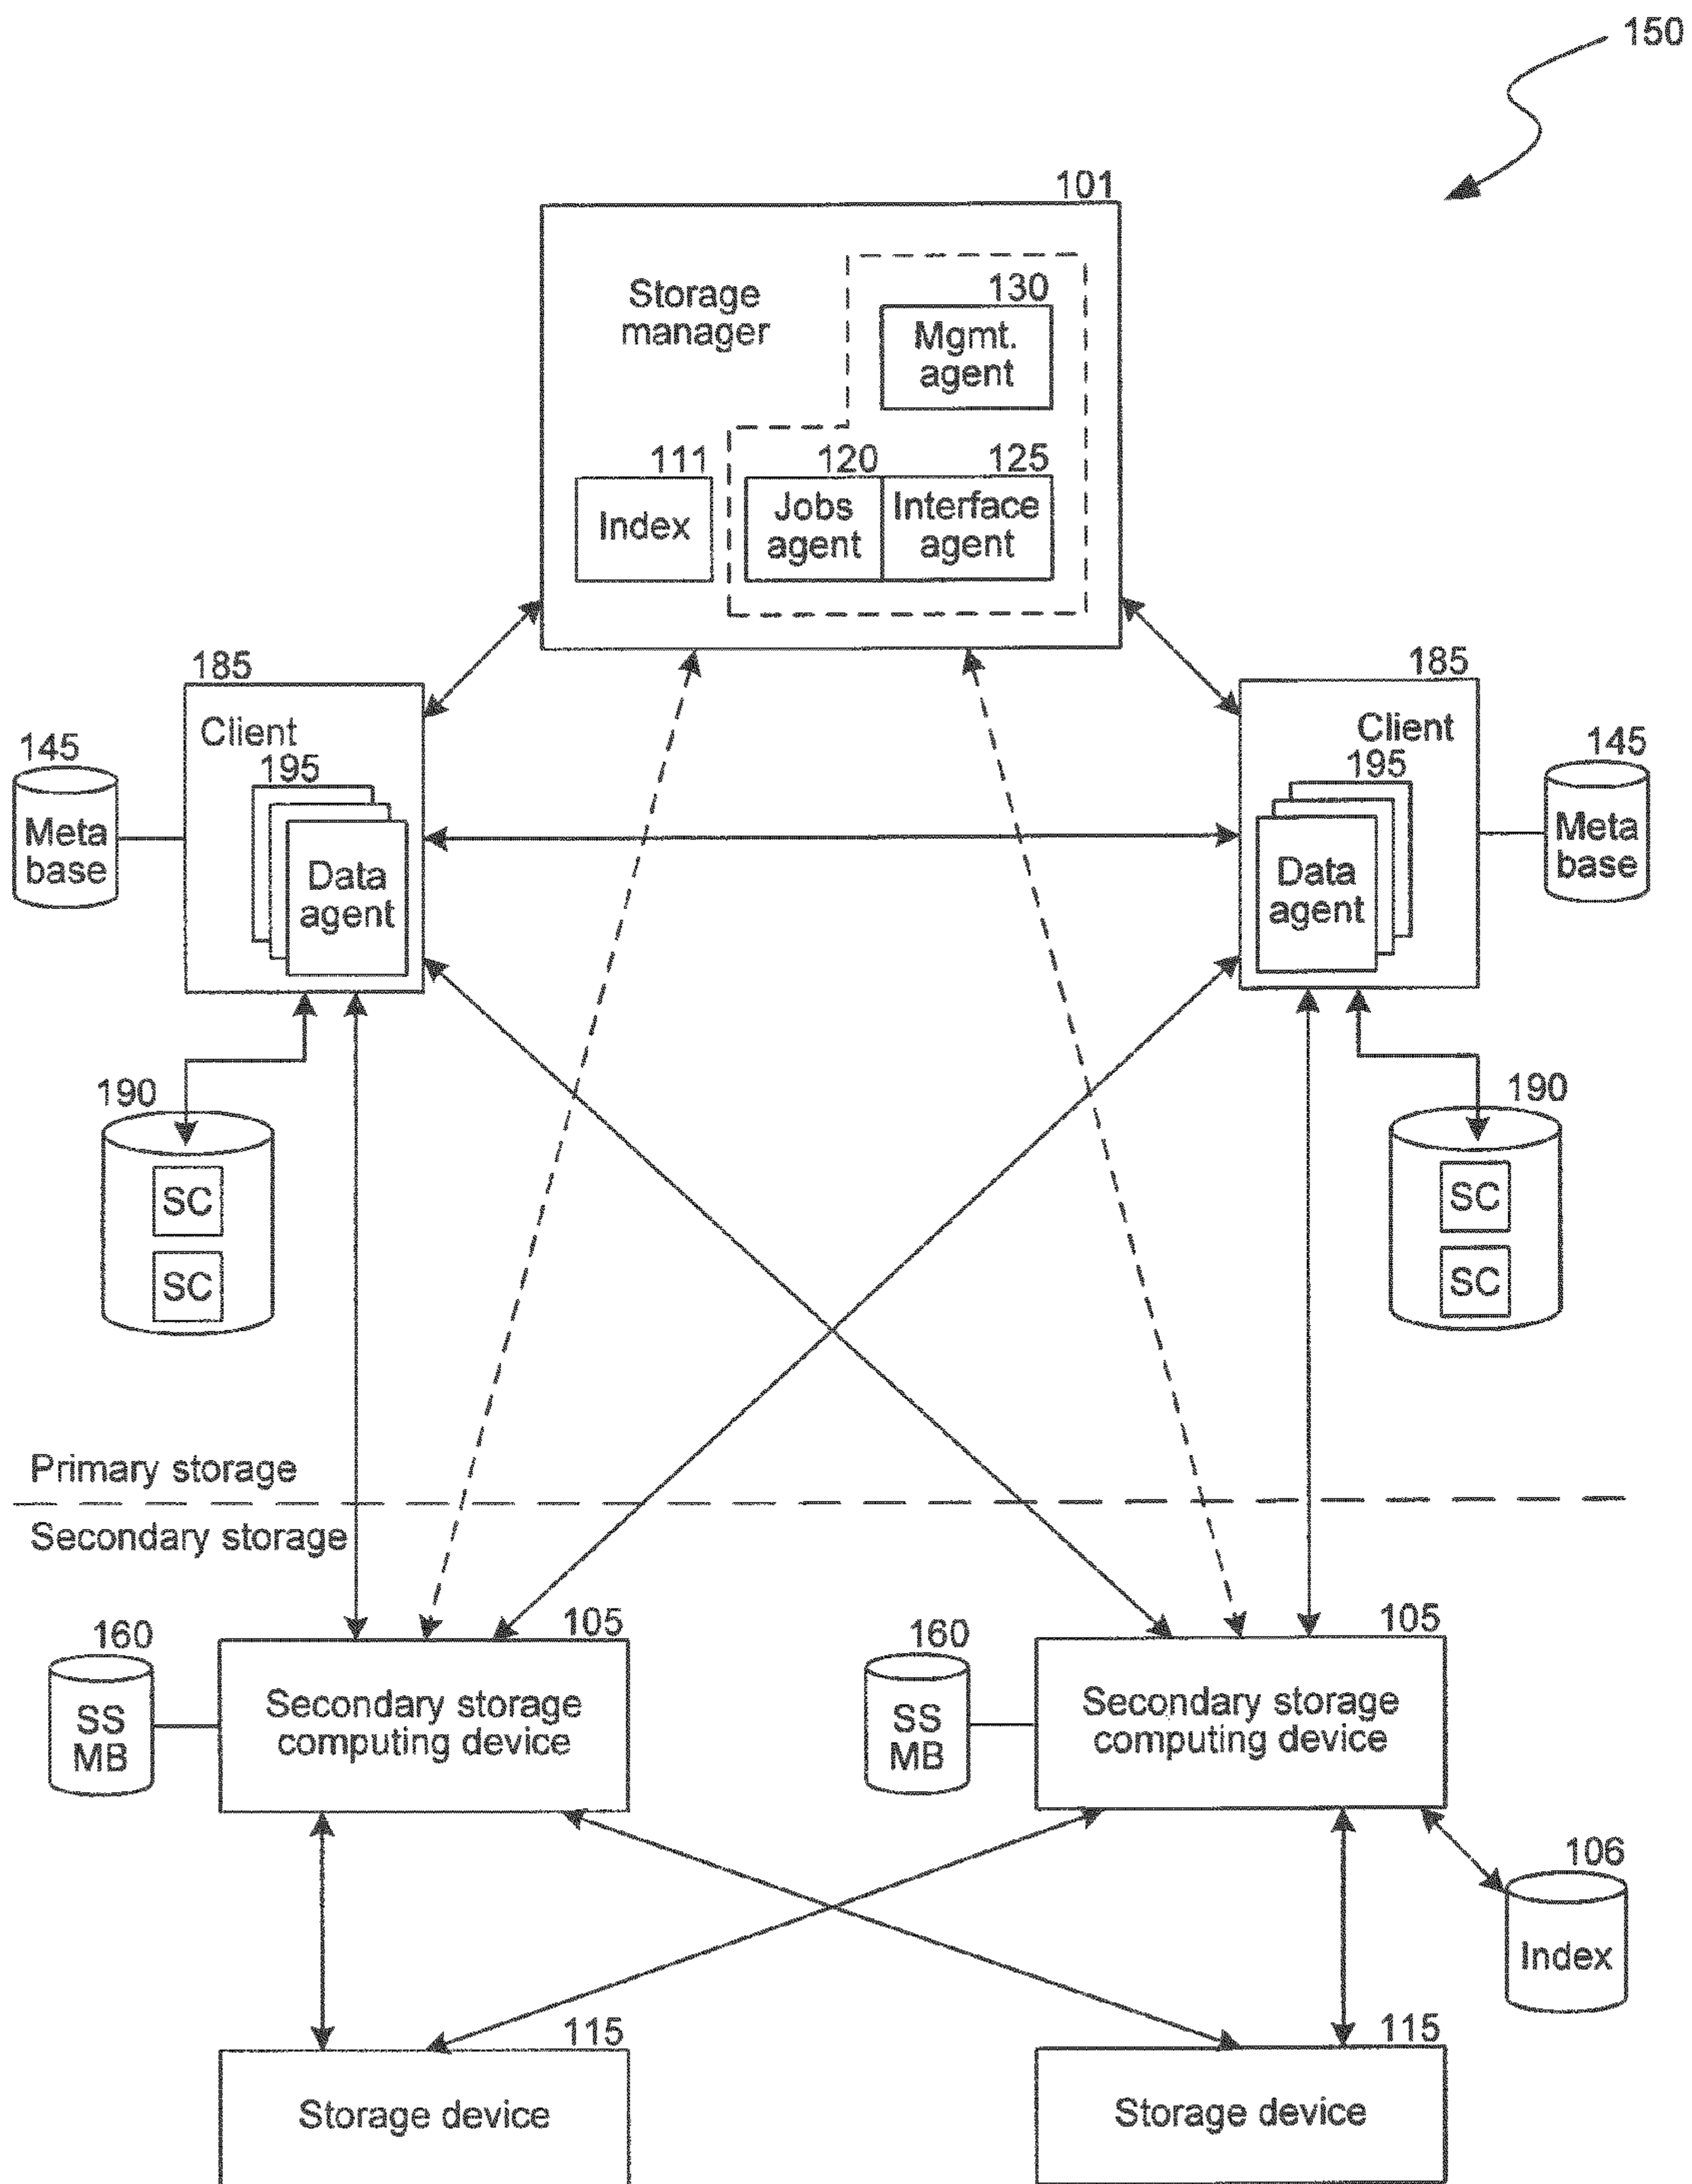 150
101
Storage
manager
130
Mgmt.
agent
111
Index
120
Jobs
agent
125
Interface
agent
185
Client
195
Data
agent
145
Meta
base
185
Client
195
Data
agent
145
Meta
base
190
SC
SC
190
SC
SC
Primary storage
Secondary storage
160
SS
MB
105
Secondary storage
computing device
160
SS
MB
105
Secondary storage
computing device
106
Index
115
Storage device
115
Storage device